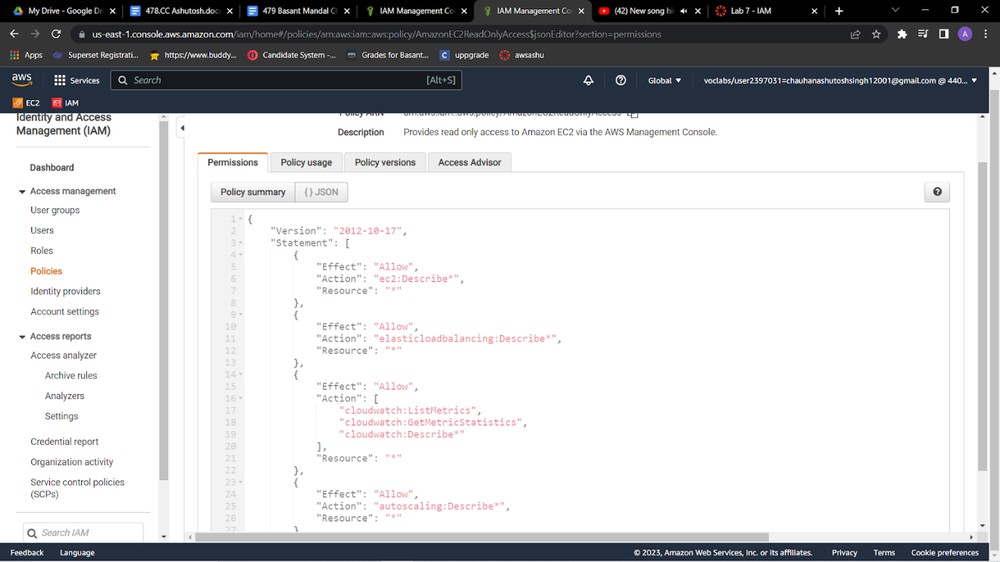 My Drive - Google Dri
478.CC Ashutosh.docx
479 Basant Mandal CC
IAM Management Co
IAM Management Co
(42) New song hi
Lab 7 - IAM
us-east-1.console.aws.amazon.com/iam/home#/policies/arn:aws:iam::aws:policy/AmazonEC2ReadOnlyAccess$jsonEditor?section=permissions
A
Apps
Superset Registrati...
https://www.buddy...
Candidate System -...
Grades for Basant...
uppgrade
awsashu
aws
Services
Search
[Alt+S]
Global
voclabs/user2397031=chauhanashutoshsingh12001@gmail.com @ 440...
EC2
IAM
Identity and Access
Management (IAM)
Dashboard
Access management
User groups
Users
Roles
Policies
Identity providers
Account settings
Access reports
Access analyzer
Archive rules
Analyzers
Settings
Credential report
Organization activity
Service control policies
(SCPs)
Search IAM
Policy ARN arn:aws:iam::aws:policy/AmazonEC2ReadOnlyAccess
Description Provides read only access to Amazon EC2 via the AWS Management Console.
Permissions
Policy usage
Policy versions
Access Advisor
Policy summary
{ } JSON
1 {
2 "Version": "2012-10-17",
3 "Statement": [
4 {
5 "Effect": "Allow",
6 "Action": "ec2:Describe*",
7 "Resource": "*"
8 },
9 {
10 "Effect": "Allow",
11 "Action": "elasticloadbalancing:Describe*",
12 "Resource": "*"
13 },
14 {
15 "Effect": "Allow",
16 "Action": [
17 "cloudwatch:ListMetrics",
18 "cloudwatch:GetMetricStatistics",
19 "cloudwatch:Describe*"
20 ],
21 "Resource": "*"
22 },
23 {
24 "Effect": "Allow",
25 "Action": "autoscaling:Describe*",
26 "Resource": "*"
27 }
Feedback
Language
© 2023, Amazon Web Services, Inc. or its affiliates.
Privacy
Terms
Cookie preferences